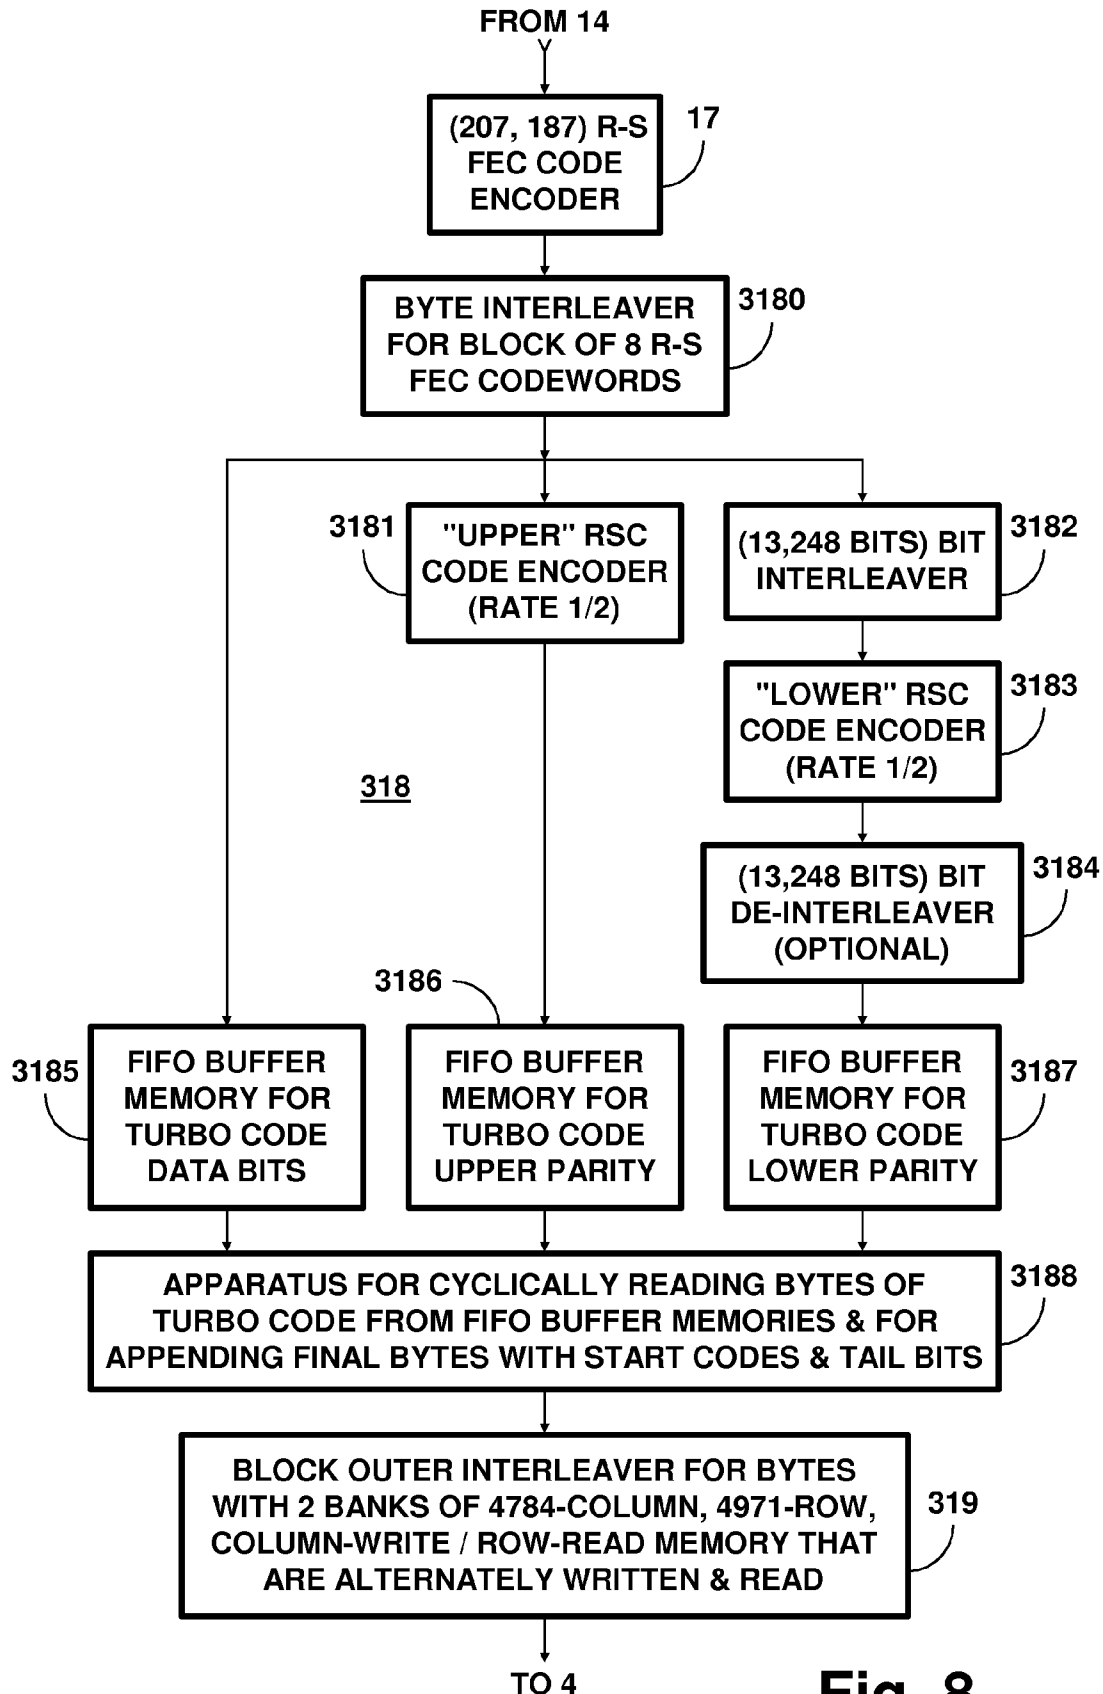 FROM 14
(207, 187) R-S
FEC CODE
ENCODER
17
BYTE INTERLEAVER
FOR BLOCK OF 8 R-S
FEC CODEWORDS
3180
3181
"UPPER" RSC
CODE ENCODER
(RATE 1/2)
(13,248 BITS) BIT
INTERLEAVER
3182
"LOWER" RSC
CODE ENCODER
(RATE 1/2)
3183
318
(13,248 BITS) BIT
DE-INTERLEAVER
(OPTIONAL)
3184
3185
FIFO BUFFER
MEMORY FOR
TURBO CODE
DATA BITS
3186
FIFO BUFFER
MEMORY FOR
TURBO CODE
UPPER PARITY
FIFO BUFFER
MEMORY FOR
TURBO CODE
LOWER PARITY
3187
APPARATUS FOR CYCLICALLY READING BYTES OF
TURBO CODE FROM FIFO BUFFER MEMORIES & FOR
APPENDING FINAL BYTES WITH START CODES & TAIL BITS
3188
BLOCK OUTER INTERLEAVER FOR BYTES
WITH 2 BANKS OF 4784-COLUMN, 4971-ROW,
COLUMN-WRITE / ROW-READ MEMORY THAT
ARE ALTERNATELY WRITTEN & READ
319
TO 4
Fig. 8